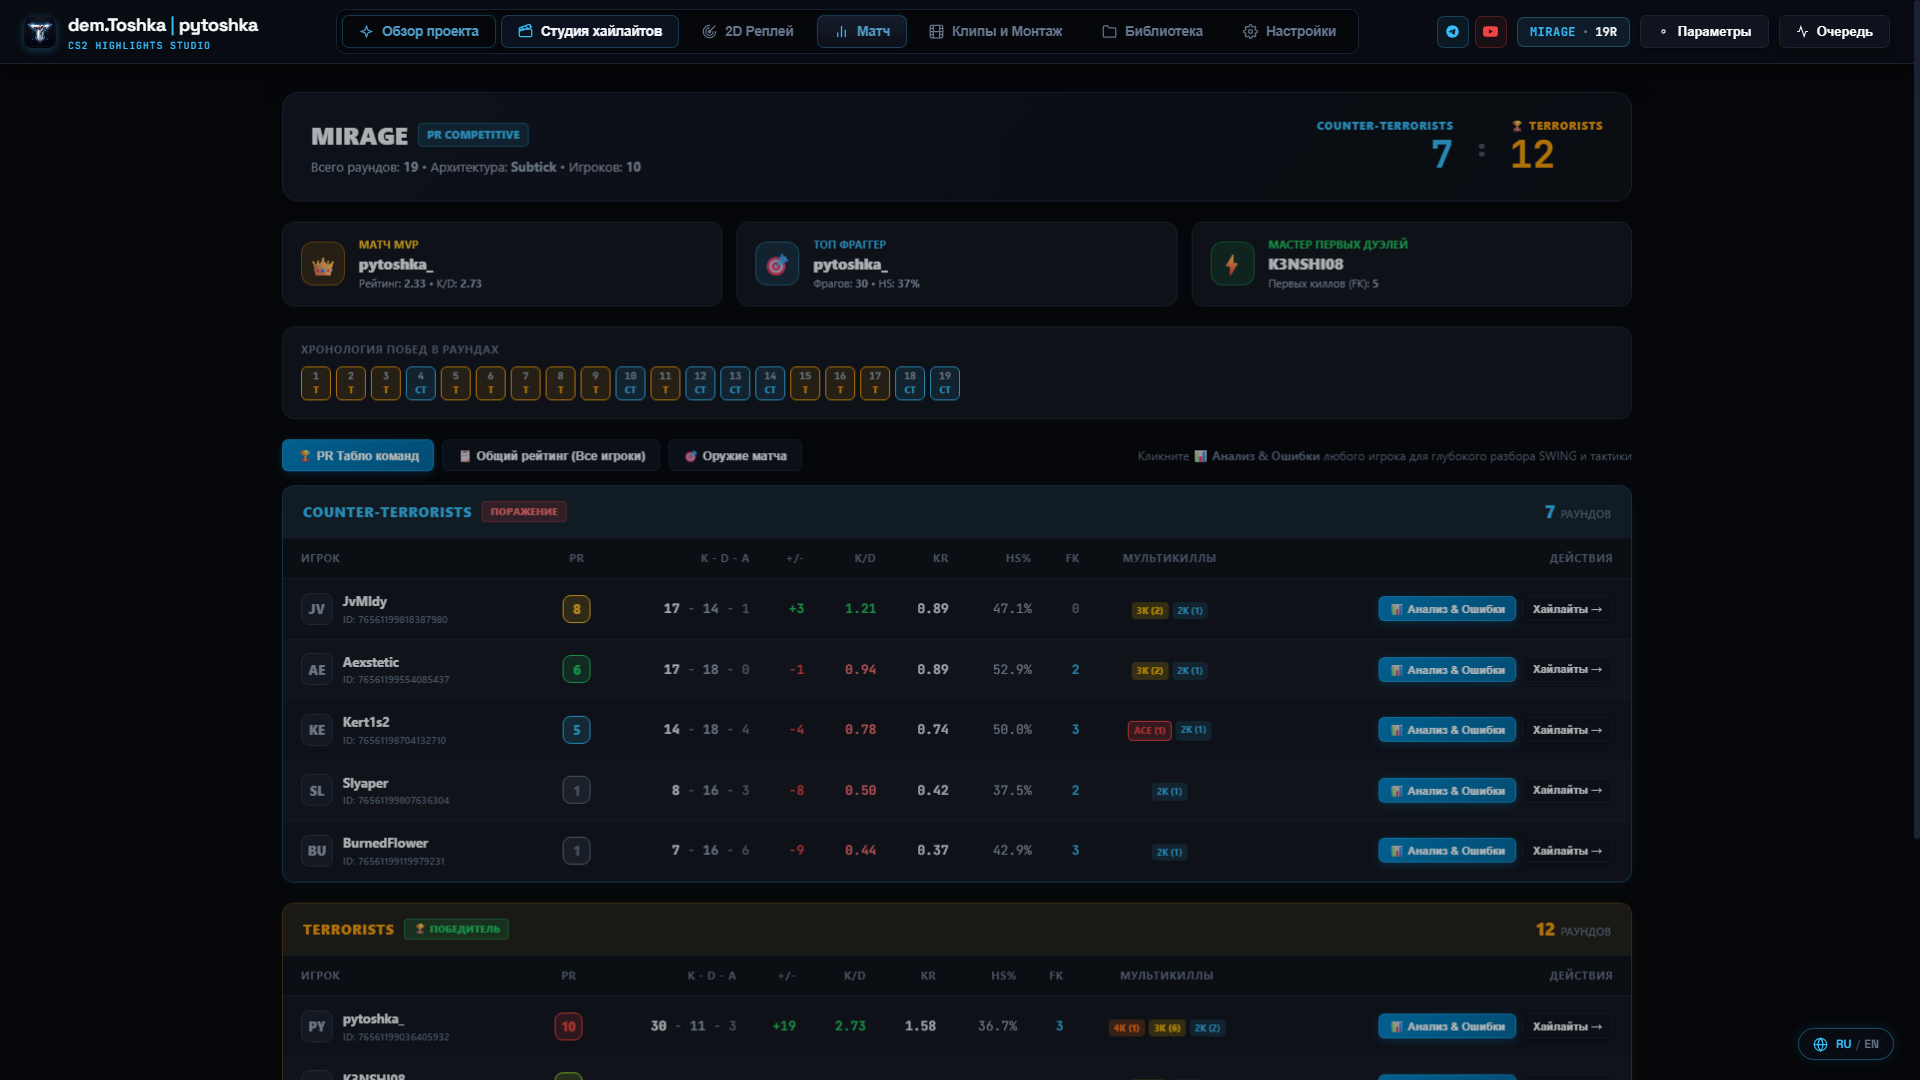 dem.Toshka | pytoshka
CS2 HIGHLIGHTS STUDIO
Обзор проекта
Студия хайлайтов
2D Реплей
Матч
Клипы и Монтаж
Библиотека
Настройки
MIRAGE · 19R
Параметры
Очередь
MIRAGE PR COMPETITIVE
Всего раундов: 19 • Архитектура: Subtick • Игроков: 10
COUNTER-TERRORISTS
7
:
TERRORISTS
12
МАТЧ MVP
pytoshka_
Рейтинг: 2.33 • K/D: 2.73
ТОП ФРАГГЕР
pytoshka_
Фрагов: 30 • HS: 37%
МАСТЕР ПЕРВЫХ ДУЭЛЕЙ
K3NSHI08
Первых киллов (FK): 5
ХРОНОЛОГИЯ ПОБЕД В РАУНДАХ
1 2 3 4 5 6 7 8 9 10 11 12 13 14 15 16 17 18 19
T T T CT T T T T T CT T CT CT CT T T T CT CT
PR Табло команд
Общий рейтинг (Все игроки)
Оружие матча
Кликните Анализ & Ошибки любого игрока для глубокого разбора SWING и тактики
COUNTER-TERRORISTS ПОРАЖЕНИЕ 7 РАУНДОВ
ИГРОК PR K - D - A +/- K/D KR HS% FK МУЛЬТИКИЛЛЫ ДЕЙСТВИЯ
JV JvMldy 8 17 - 14 - 1 +3 1.21 0.89 47.1% 0 3K (2) 2K (1) Анализ & Ошибки Хайлайты →
ID: 76561199818387980
AE Aexstetic 6 17 - 18 - 0 -1 0.94 0.89 52.9% 2 3K (2) 2K (1) Анализ & Ошибки Хайлайты →
ID: 76561199554085437
KE Kert1s2 5 14 - 18 - 4 -4 0.78 0.74 50.0% 3 ACE (1) 2K (1) Анализ & Ошибки Хайлайты →
ID: 76561198704132710
SL Slyaper 1 8 - 16 - 3 -8 0.50 0.42 37.5% 2 2K (1) Анализ & Ошибки Хайлайты →
ID: 76561199807636304
BU BurnedFlower 1 7 - 16 - 6 -9 0.44 0.37 42.9% 3 2K (1) Анализ & Ошибки Хайлайты →
ID: 76561199119979231
TERRORISTS ПОБЕДИТЕЛЬ 12 РАУНДОВ
ИГРОК PR K - D - A +/- K/D KR HS% FK МУЛЬТИКИЛЛЫ ДЕЙСТВИЯ
PY pytoshka_ 10 30 - 11 - 3 +19 2.73 1.58 36.7% 3 4K (1) 3K (6) 2K (2) Анализ & Ошибки Хайлайты →
ID: 76561199036405932
K3NSHI08
RU / EN